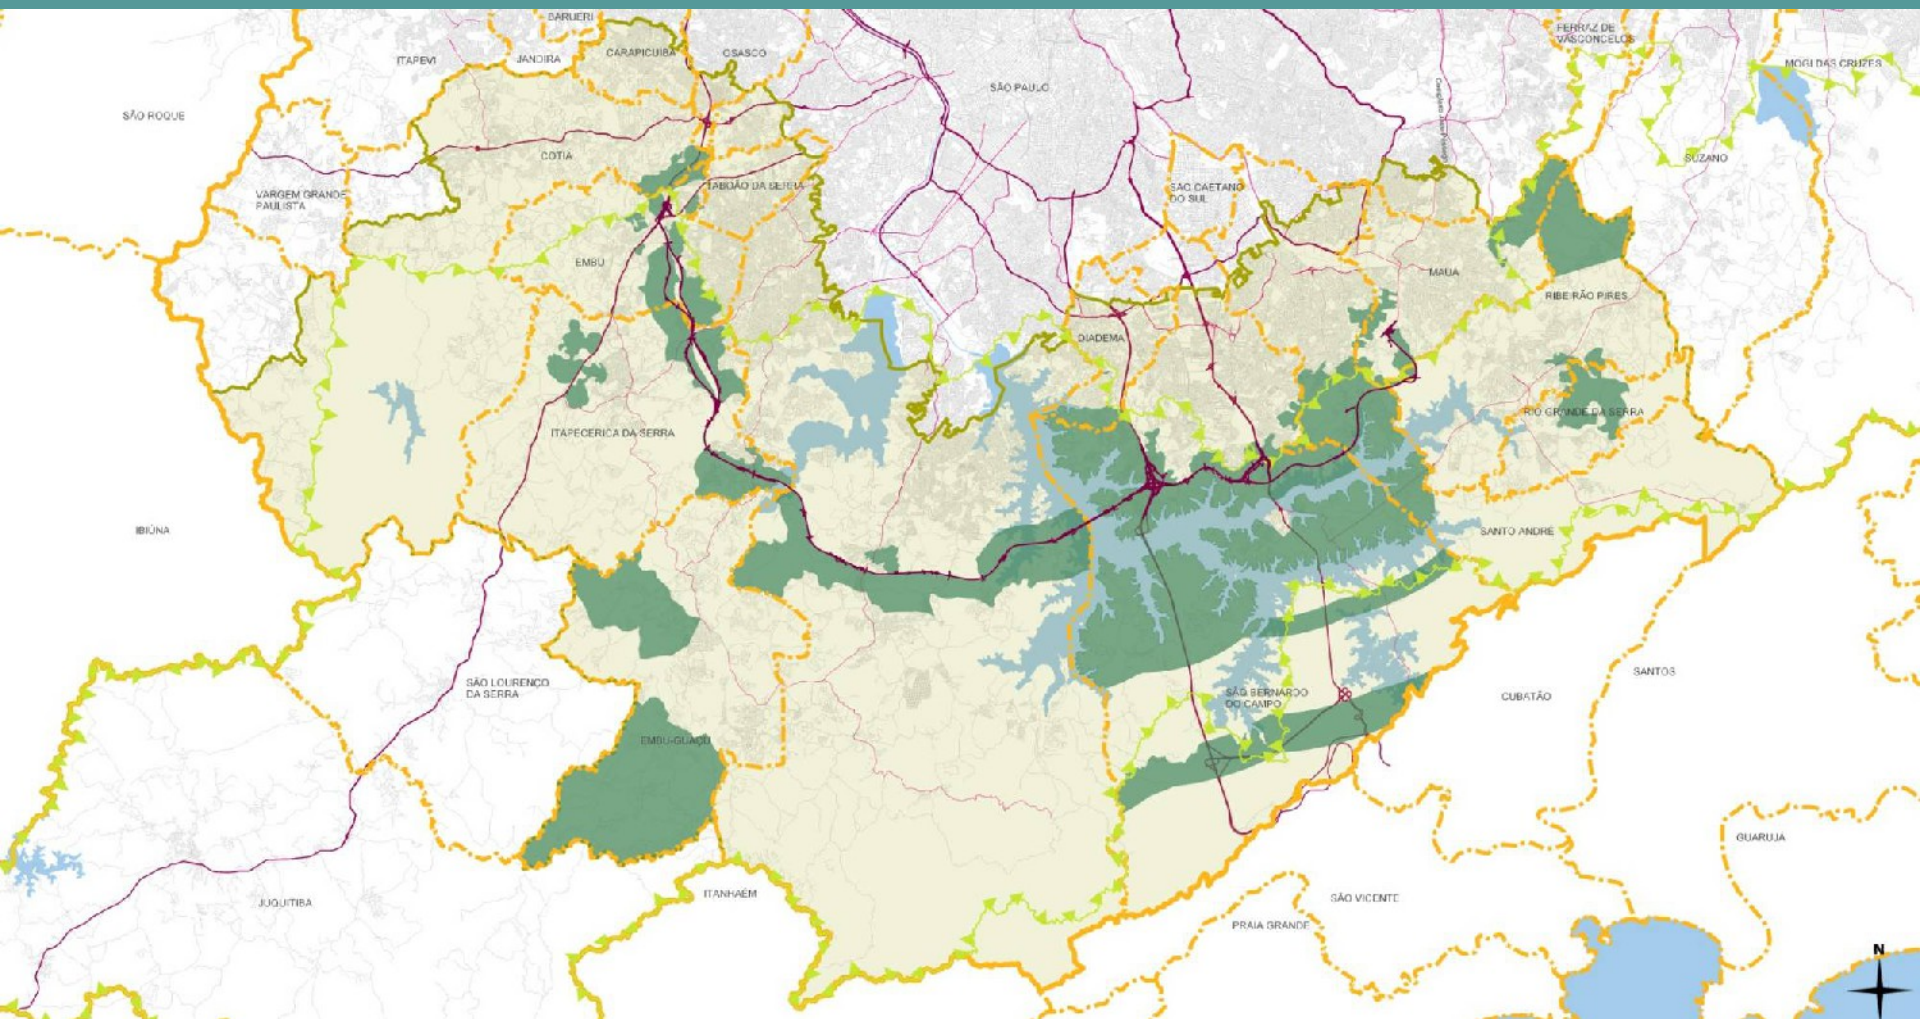 BARUERI
ITAPEVI
JANDIRA
CARAPICUIBA
OSASCO
SÃO PAULO
FERRAZ DE
VASCONCELOS
MOGI DAS CRUZES
SÃO ROQUE
COTIA
SUZANO
VARGEM GRANDE
PAULISTA
TABOÃO DA SERRA
SÃO CAETANO
DO SUL
EMBU
MAUÁ
RIBEIRÃO PIRES
DIADEMA
RIO GRANDE DA SERRA
ITAPECERICA DA SERRA
IBIÚNA
SANTO ANDRÉ
SÃO LOURENÇO
DA SERRA
SÃO BERNARDO
DO CAMPO
SANTOS
CUBATÃO
EMBU-GUAÇU
GUARUJA
ITANHAÉM
JUQUITIBA
SÃO VICENTE
PRAIA GRANDE
N